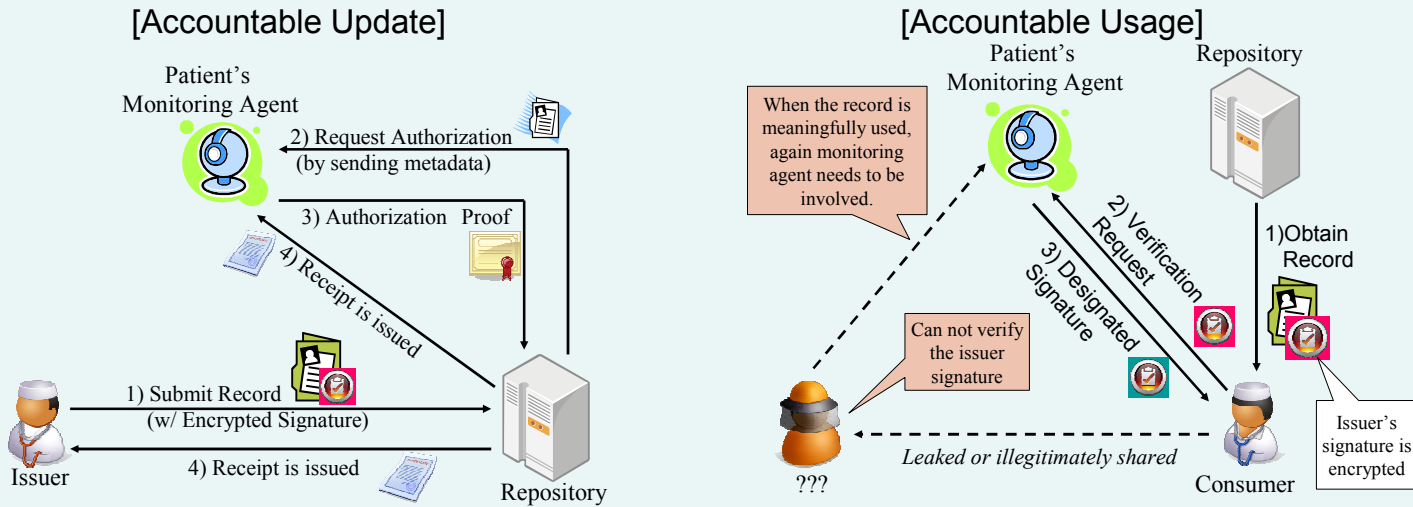 [Accountable Update]
Patient's
Monitoring Agent
2) Request Authorization
(by sending metadata)
3) Authorization Proof
4) Receipt is issued
1) Submit Record
(w/ Encrypted Signature)
4) Receipt is issued
Issuer
Repository
[Accountable Usage]
Patient's
Monitoring Agent
Repository
When the record is
meaningfully used,
again monitoring
agent needs to be
involved.
2) Verification
Request
3) Designated
Signature
1)Obtain
Record
Can not verify
the issuer
signature
Issuer's
signature is
encrypted
Leaked or illegitimately shared
???
Consumer